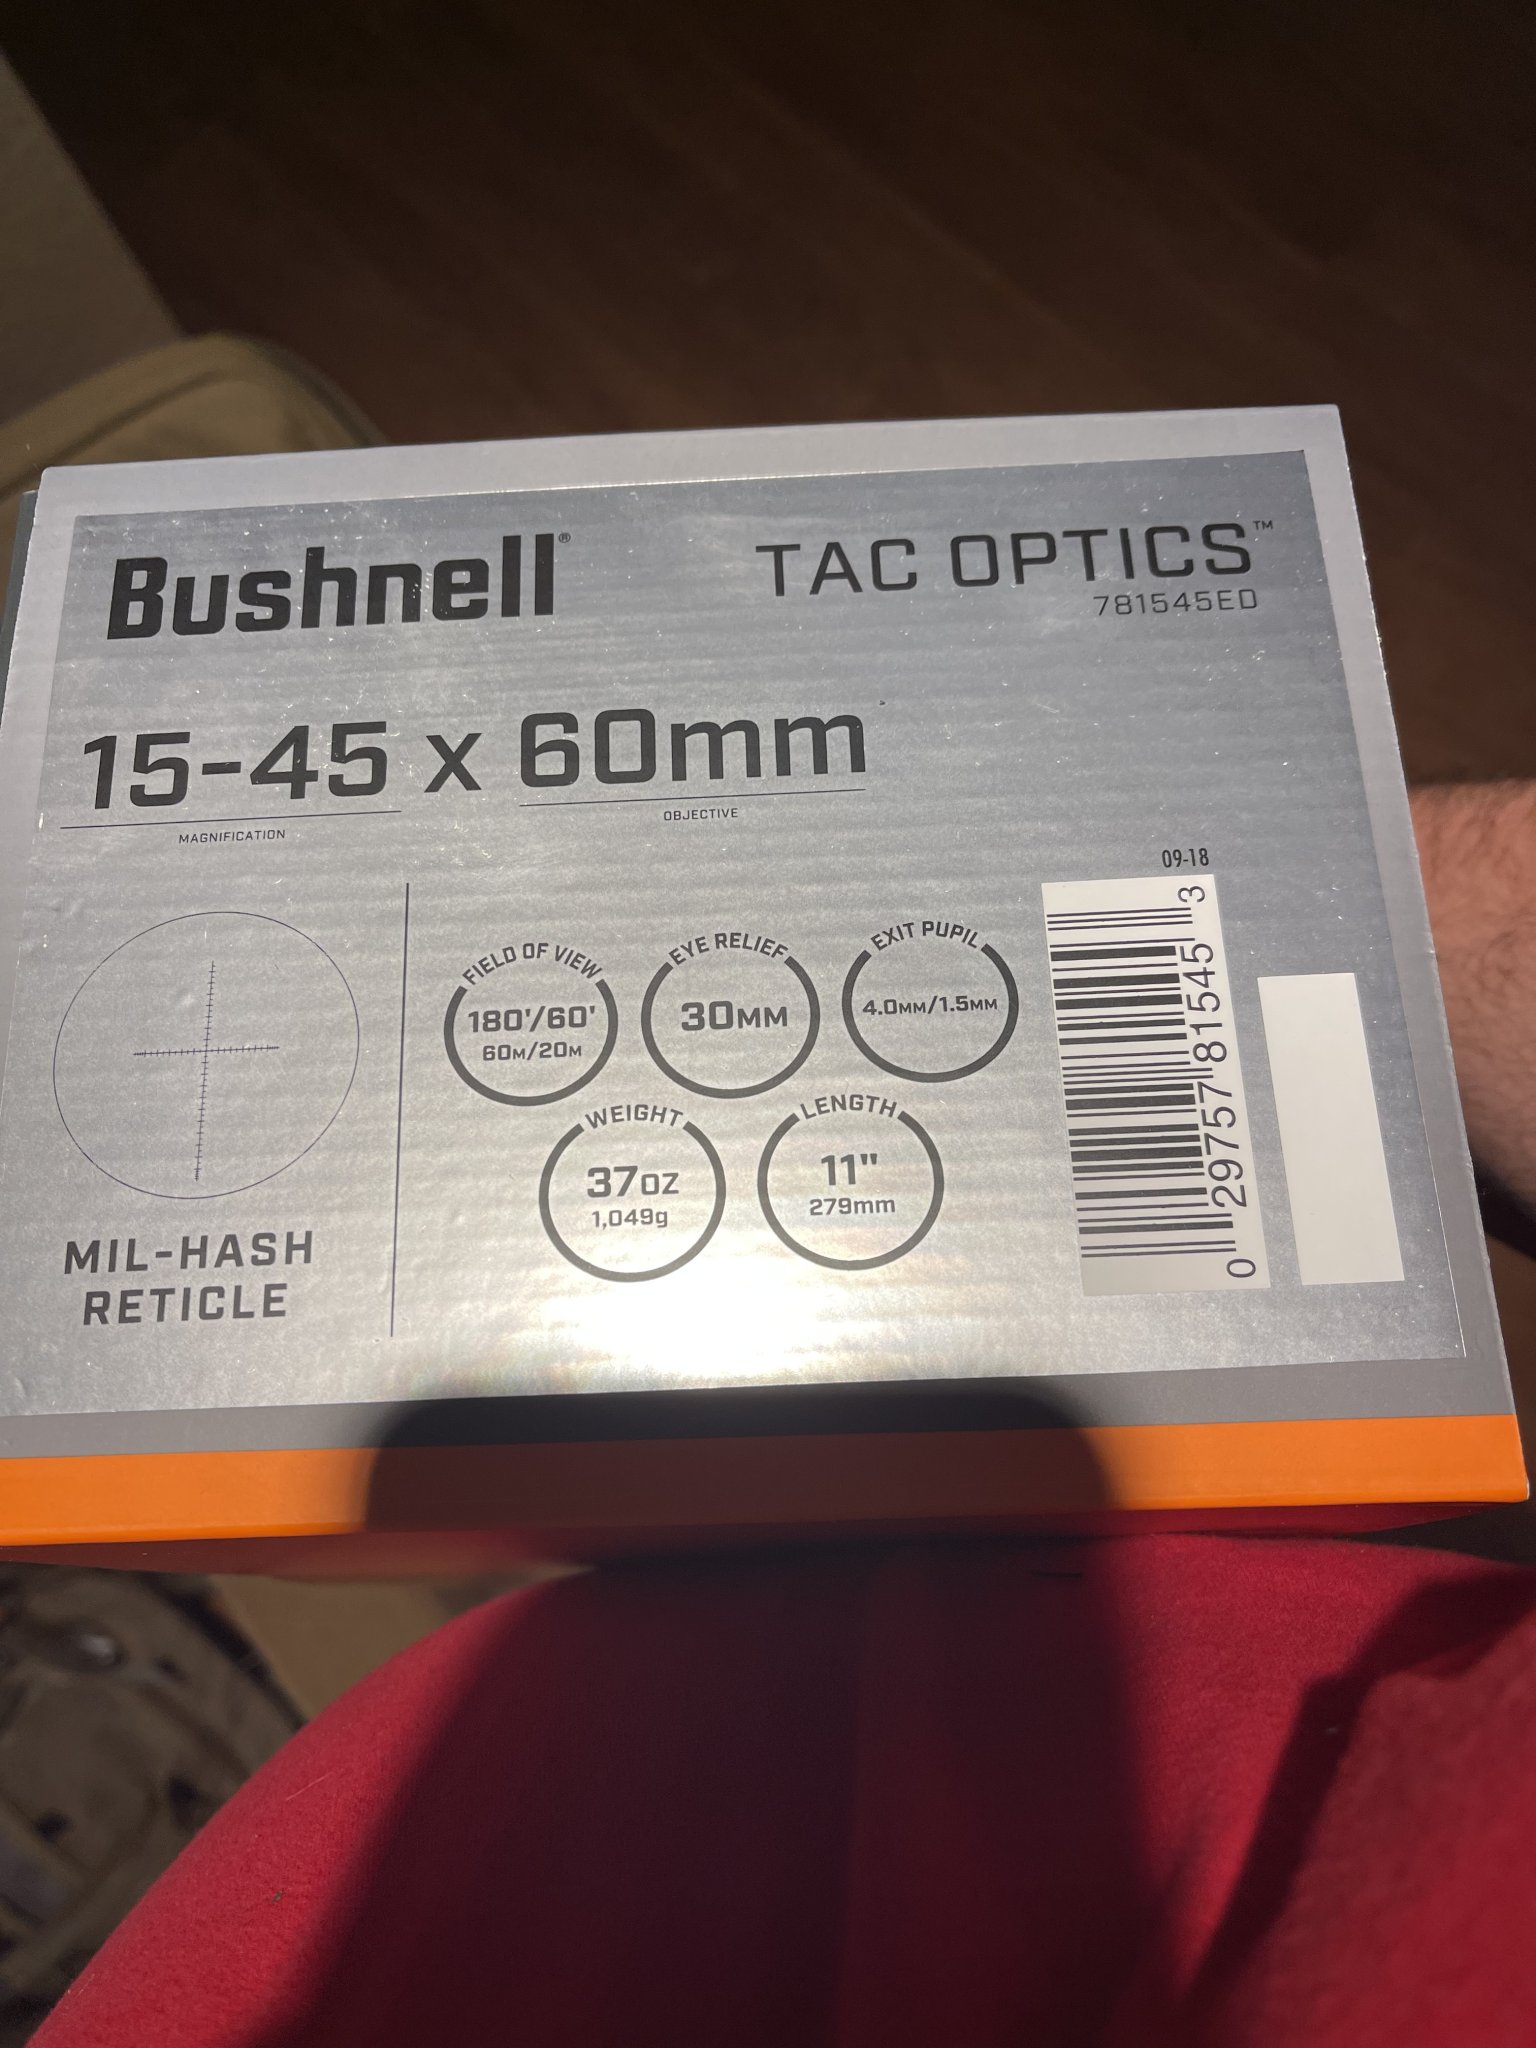 Bushnell®
TAC OPTICS™
781545ED
15-45 x 60mm
MAGNIFICATION
OBJECTIVE
MIL-HASH
RETICLE
FIELD OF VIEW
180'/60'
60M/20M
EYE RELIEF
30MM
EXIT PUPIL
4.0MM/1.5MM
WEIGHT
37OZ
1,049g
LENGTH
11"
279mm
09-18
0 29757 81545 3